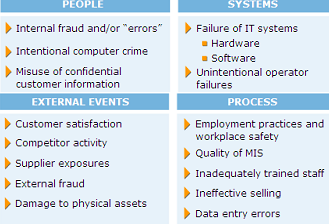 PEOPLE
Internal fraud and/or “errors”
Intentional computer crime
Misuse of confidential
customer information
SYSTEMS
Failure of IT systems
Hardware
Software
Unintentional operator
failures
EXTERNAL EVENTS
Customer satisfaction
Competitor activity
Supplier exposures
External fraud
Damage to physical assets
PROCESS
Employment practices and
workplace safety
Quality of MIS
Inadequately trained staff
Ineffective selling
Data entry errors